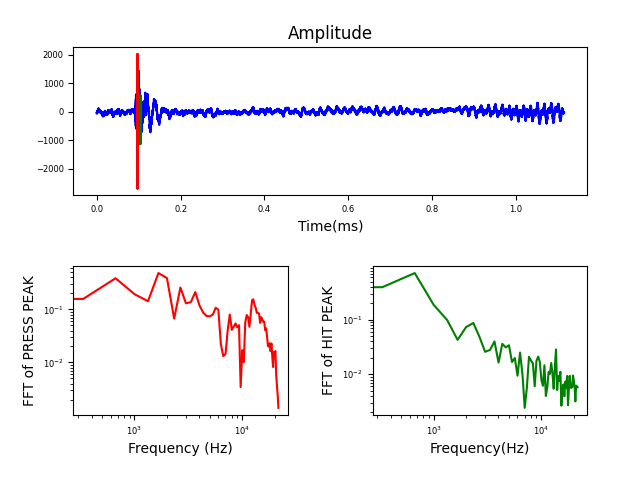 Amplitude
2000
1000
0
−1000
−2000
0.0 0.2 0.4 0.6 0.8 1.0
Time(ms)
FFT of PRESS PEAK
10⁻¹
10⁻²
10³ 10⁴
Frequency (Hz)
FFT of HIT PEAK
10⁻¹
10⁻²
10³ 10⁴
Frequency(Hz)